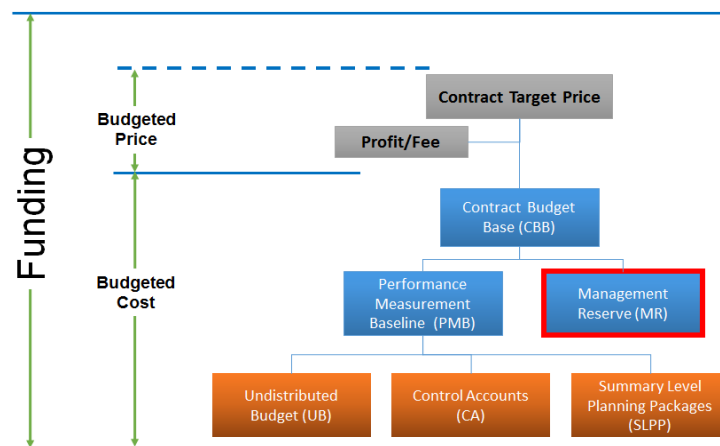 Funding
Budgeted
Price
Budgeted
Cost
Contract Target Price
Profit/Fee
Contract Budget
Base (CBB)
Performance
Measurement
Baseline (PMB)
Management
Reserve (MR)
Undistributed
Budget (UB)
Control Accounts
(CA)
Summary Level
Planning Packages
(SLPP)